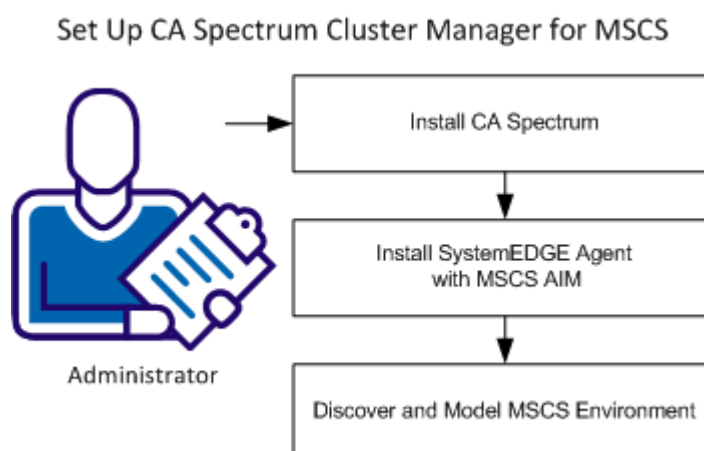 Set Up CA Spectrum Cluster Manager for MSCS
Install CA Spectrum
Install SystemEDGE Agent
with MSCS AIM
Administrator
Discover and Model MSCS Environment